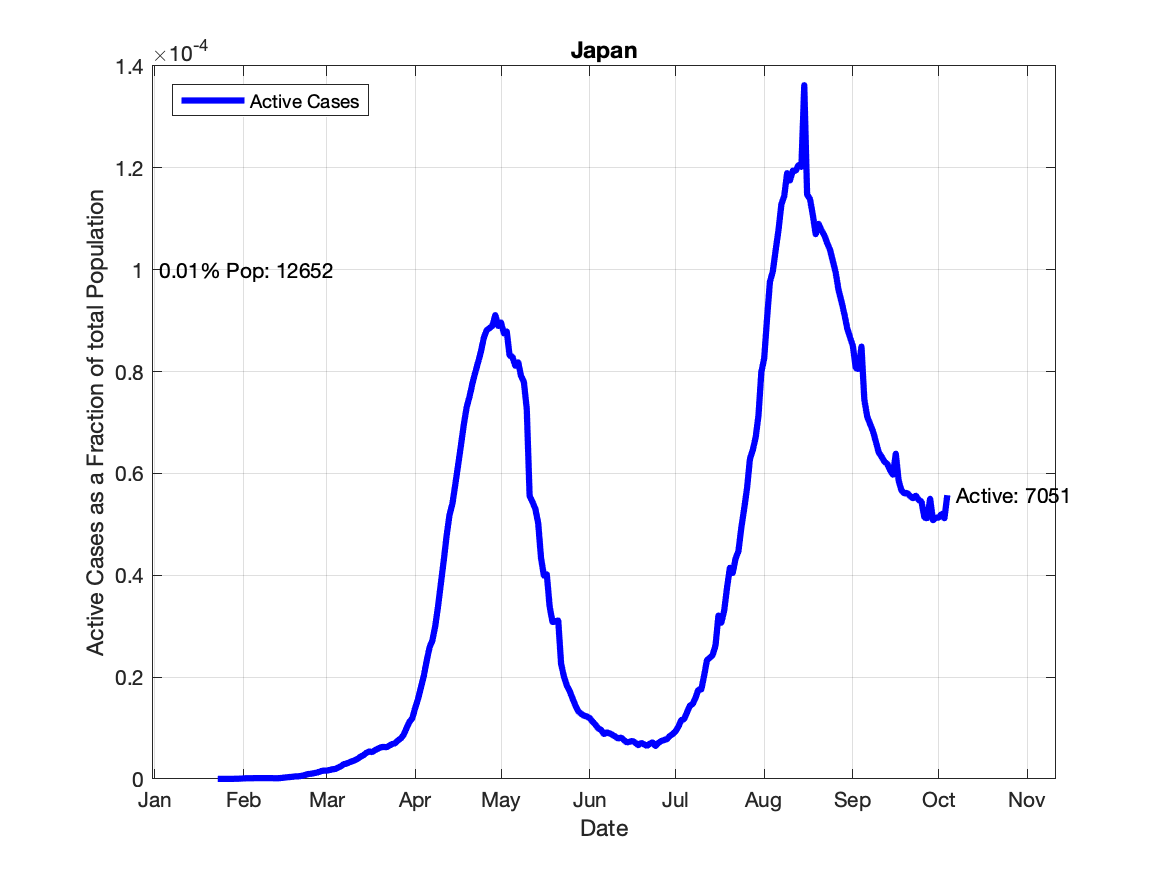 Japan
×10-4
Active Cases
1.4
1.2
1
0.8
0.6
0.4
0.2
0
0.01% Pop: 12652
Active: 7051
Active Cases as a Fraction of total Population
Jan Feb Mar Apr May Jun Jul Aug Sep Oct Nov
Date